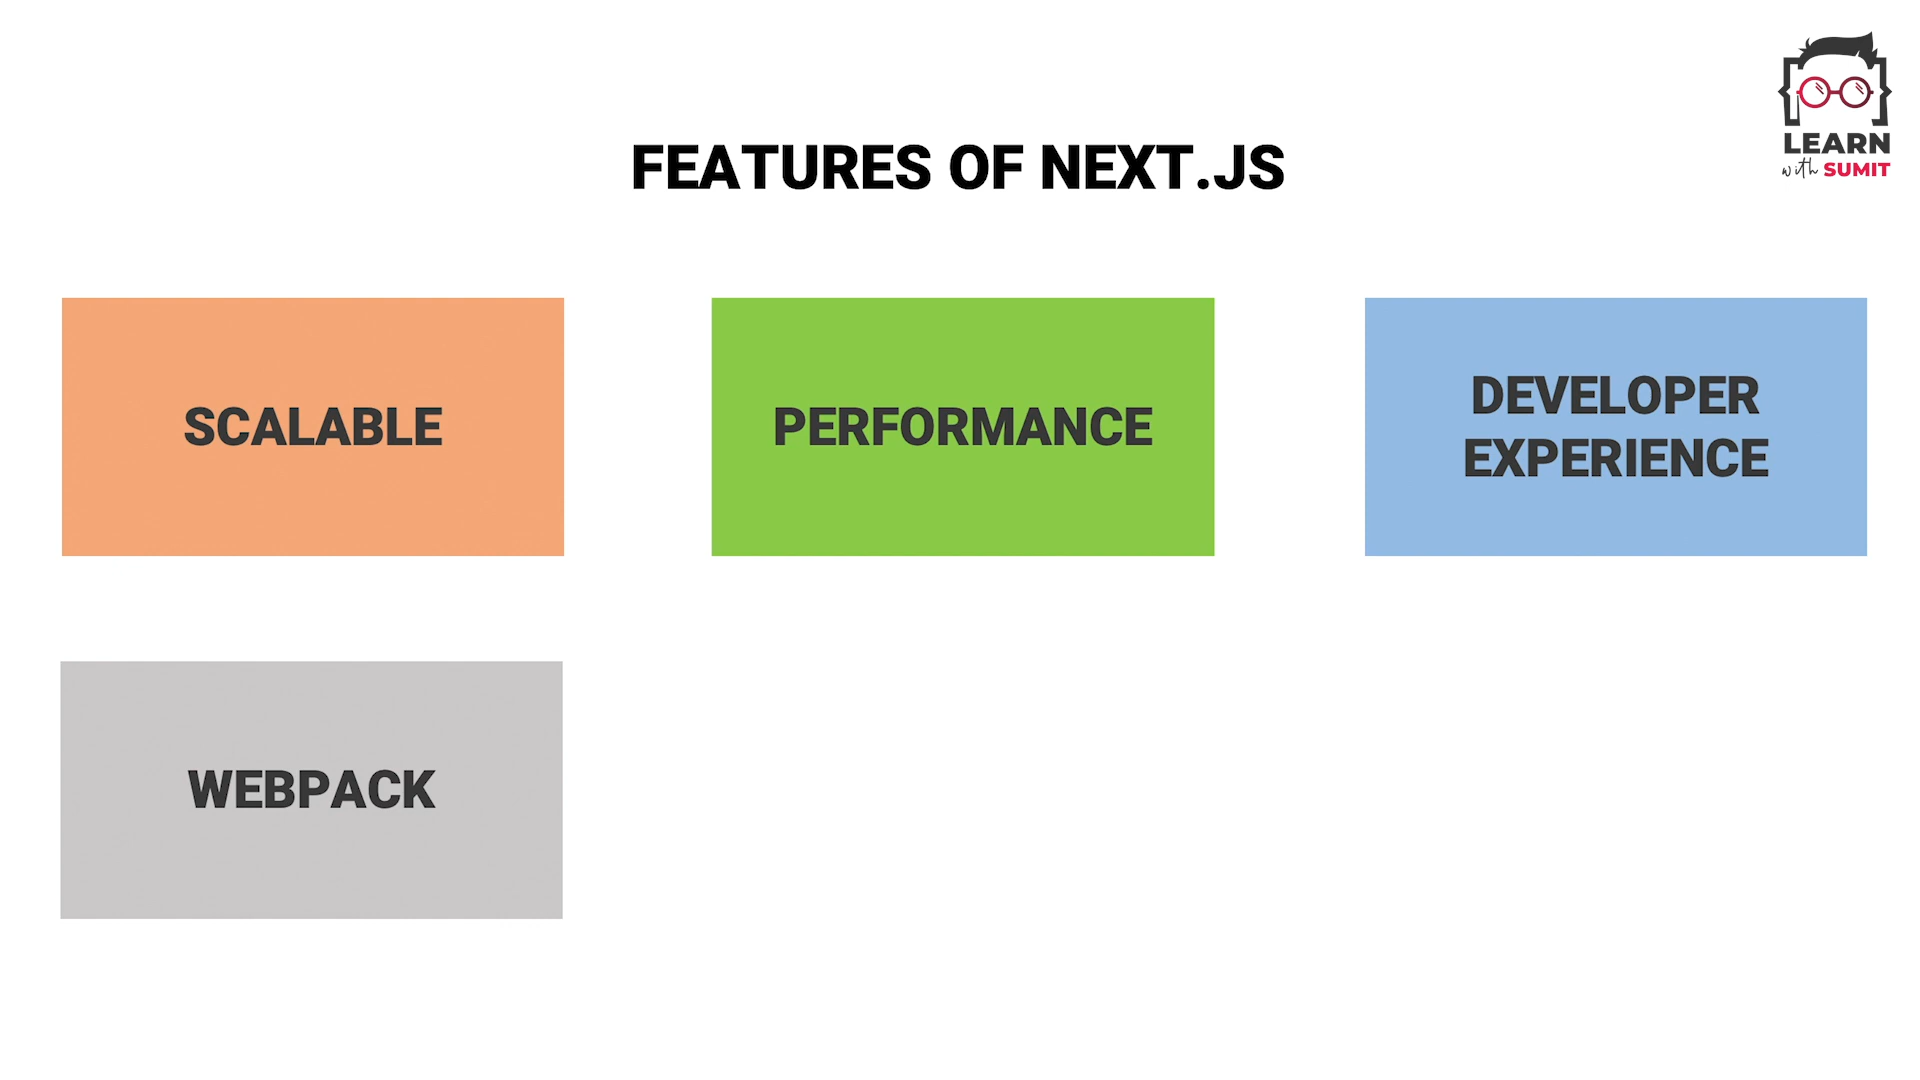 LEARN
with SUMIT
FEATURES OF NEXT.JS
SCALABLE
PERFORMANCE
DEVELOPER
EXPERIENCE
WEBPACK